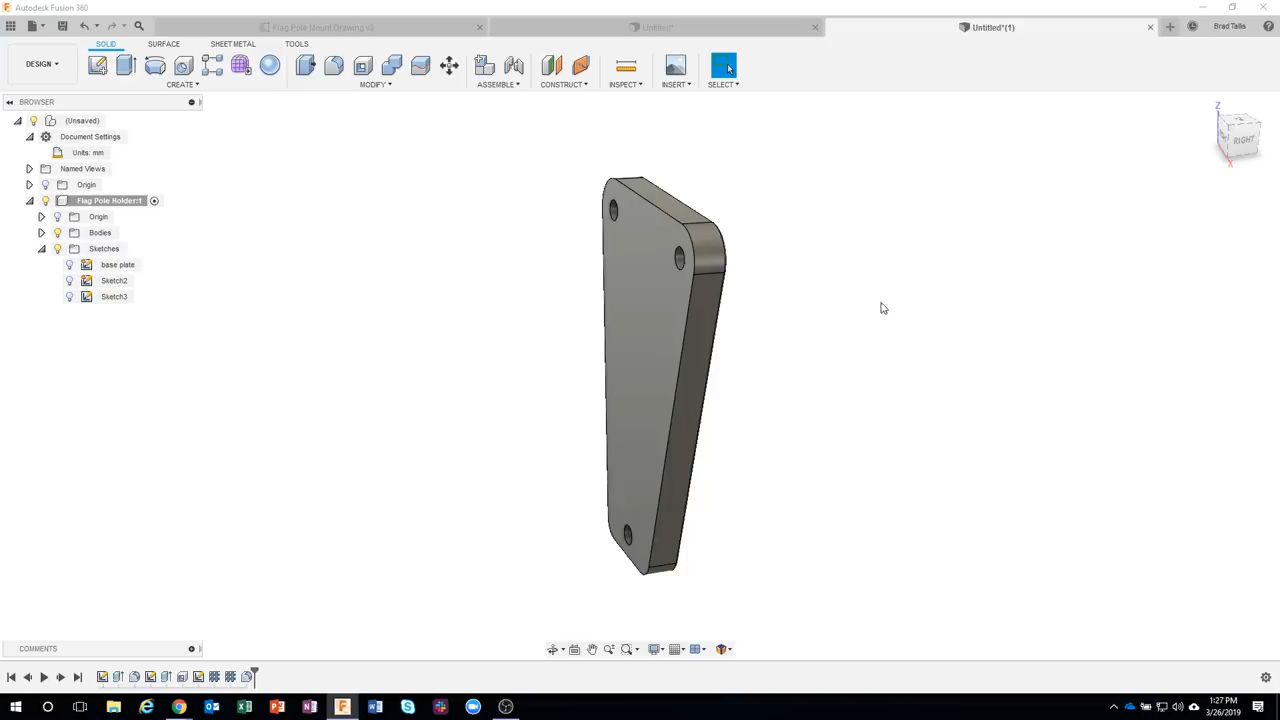 Autodesk Fusion 360
Flag Pole Mount Drawing v3
Untitled*
Untitled*(1)
Brad Tallis
SOLID
SURFACE
SHEET METAL
TOOLS
DESIGN
CREATE
MODIFY
ASSEMBLE
CONSTRUCT
INSPECT
INSERT
SELECT
BROWSER
(Unsaved)
Document Settings
Units: mm
Named Views
Origin
Flag Pole Holder:1
Origin
Bodies
Sketches
base plate
Sketch2
Sketch3
Z
RIGHT
X
COMMENTS
1:27 PM
3/26/2019